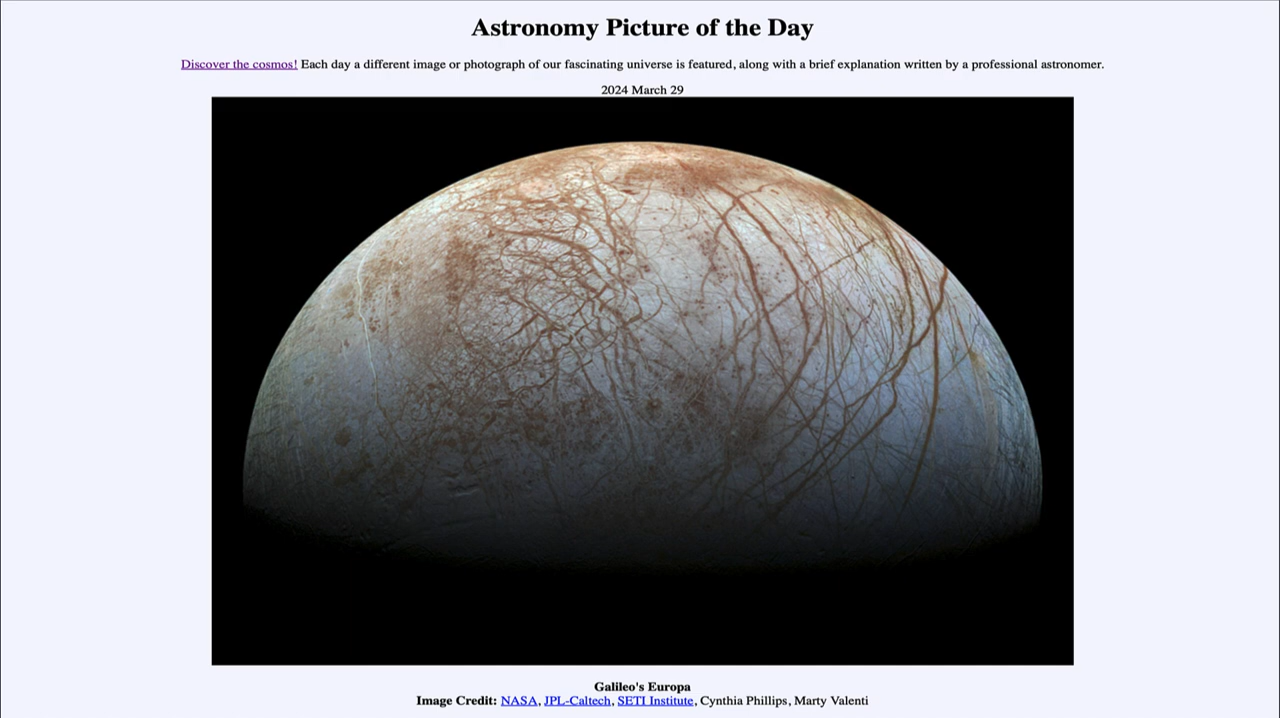 Astronomy Picture of the Day
Discover the cosmos! Each day a different image or photograph of our fascinating universe is featured, along with a brief explanation written by a professional astronomer.
2024 March 29
Galileo's Europa
Image Credit: NASA, JPL-Caltech, SETI Institute, Cynthia Phillips, Marty Valenti